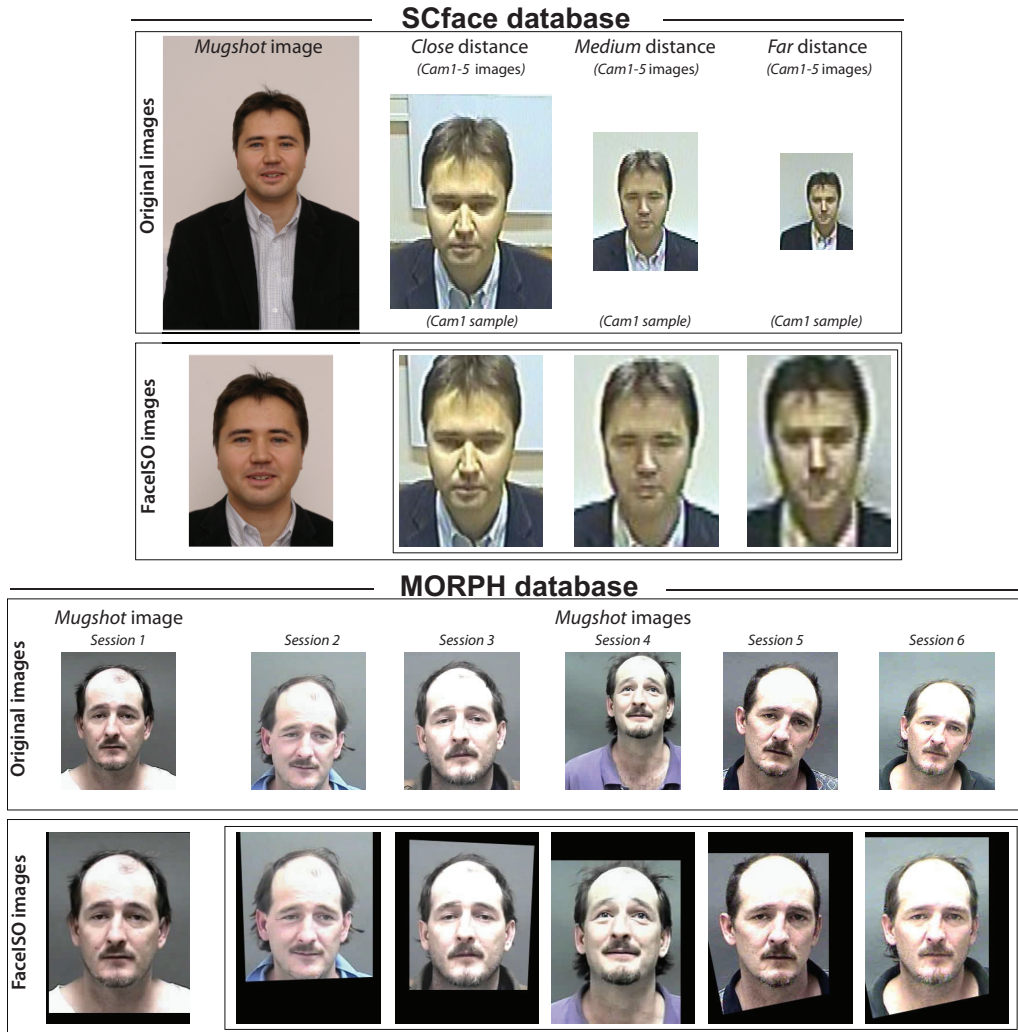 SCface database
Original images
Mugshot image
Close distance
(Cam1-5 images)
Medium distance
(Cam1-5 images)
Far distance
(Cam1-5 images)
(Cam1 sample)
(Cam1 sample)
(Cam1 sample)
FaceISO images
MORPH database
Original images
Mugshot image
Mugshot images
Session 1
Session 2
Session 3
Session 4
Session 5
Session 6
FaceISO images